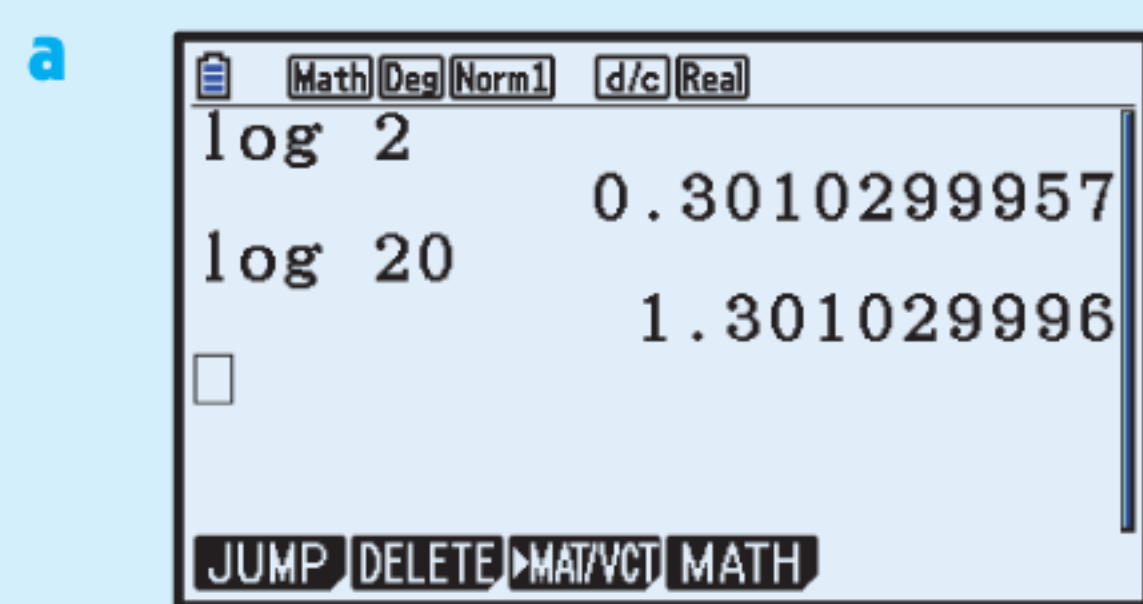 a
Math Deg Norm1 d/c Real
log 2
0.3010299957
log 20
1.301029996
JUMP DELETE ▶MAT/VCT MATH